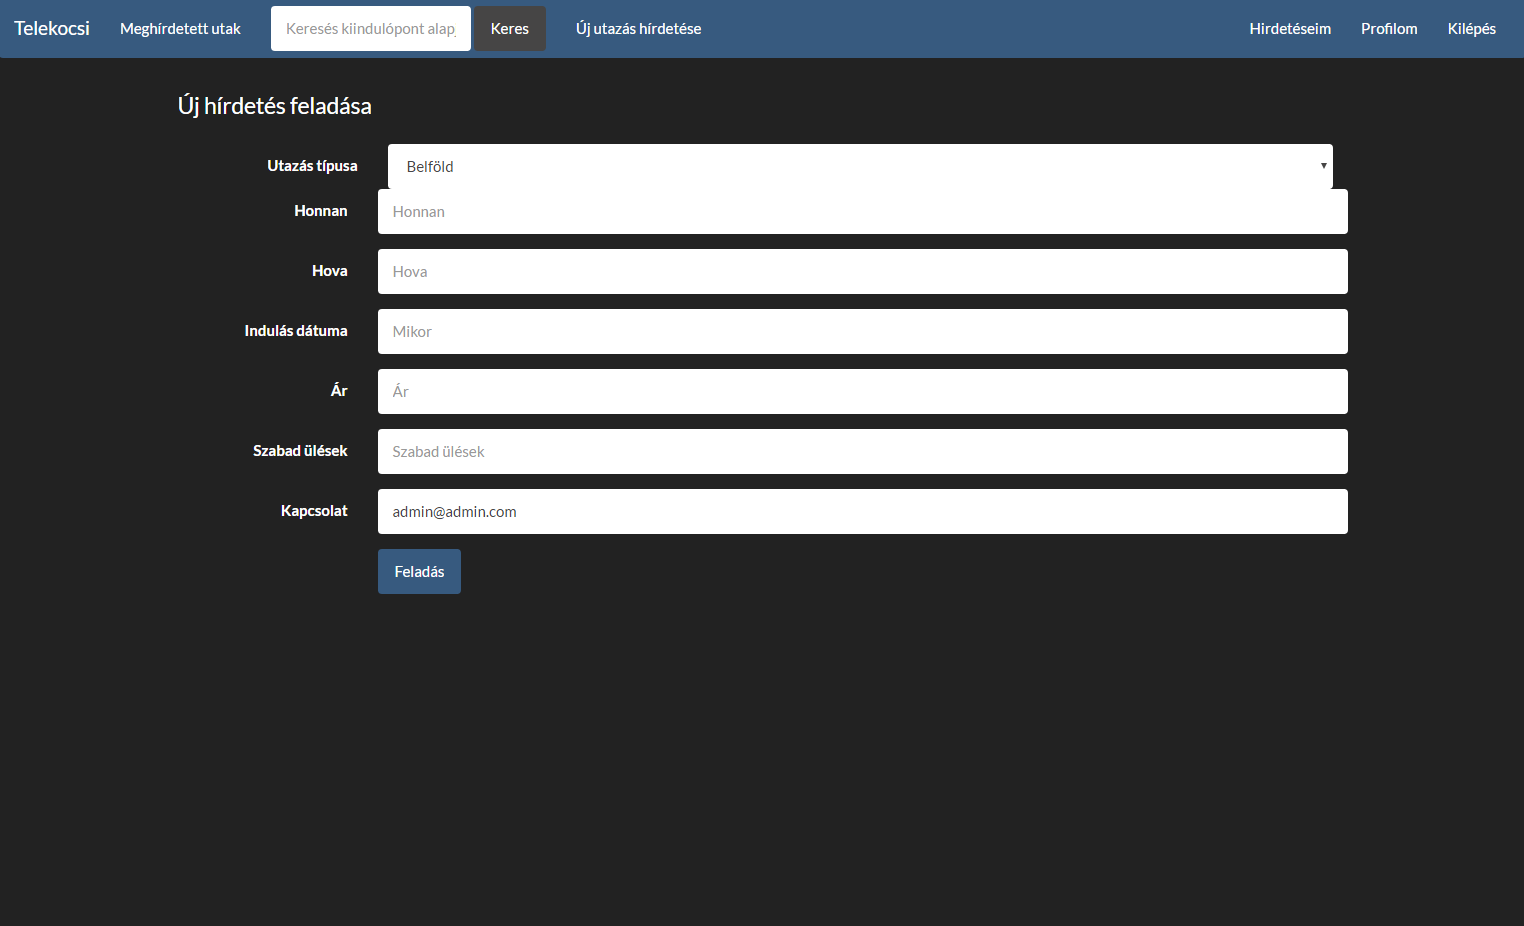 Telekocsi Meghírdetett utak Keresés kiindulópont alap Keres Új utazás hírdetése Hirdetéseim Profilom Kilépés
Új hírdetés feladása
Utazás típusa Belföld
Honnan Honnan
Hova Hova
Indulás dátuma Mikor
Ár Ár
Szabad ülések Szabad ülések
Kapcsolat admin@admin.com
Feladás